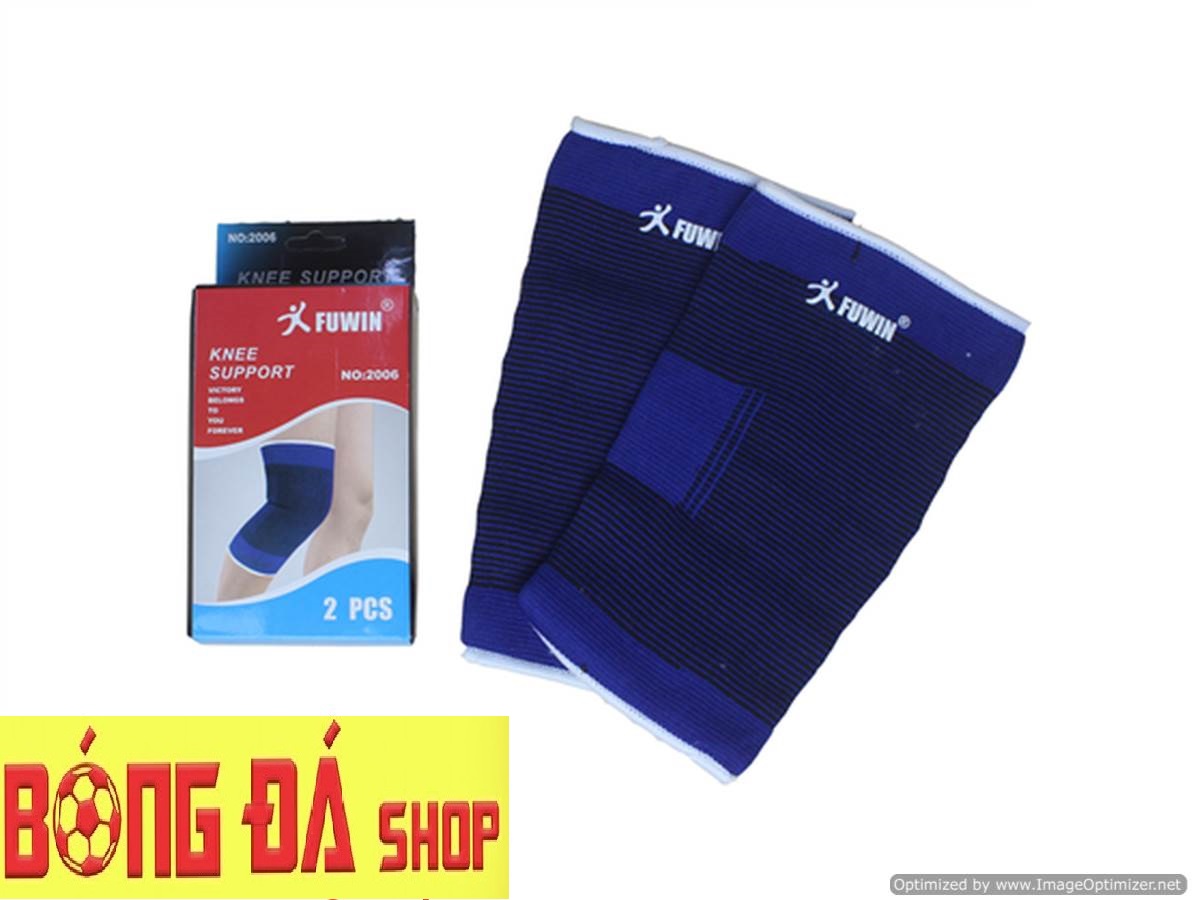 NO:2006
KNEE SUPPORT
FUWIN®
KNEE
SUPPORT
NO:2006
VICTORY
BELONGS
TO
YOU
FOREVER
2 PCS
FUW
FUWIN®
BÓNG ĐÁ SHOP
Optimized by www.ImageOptimizer.net